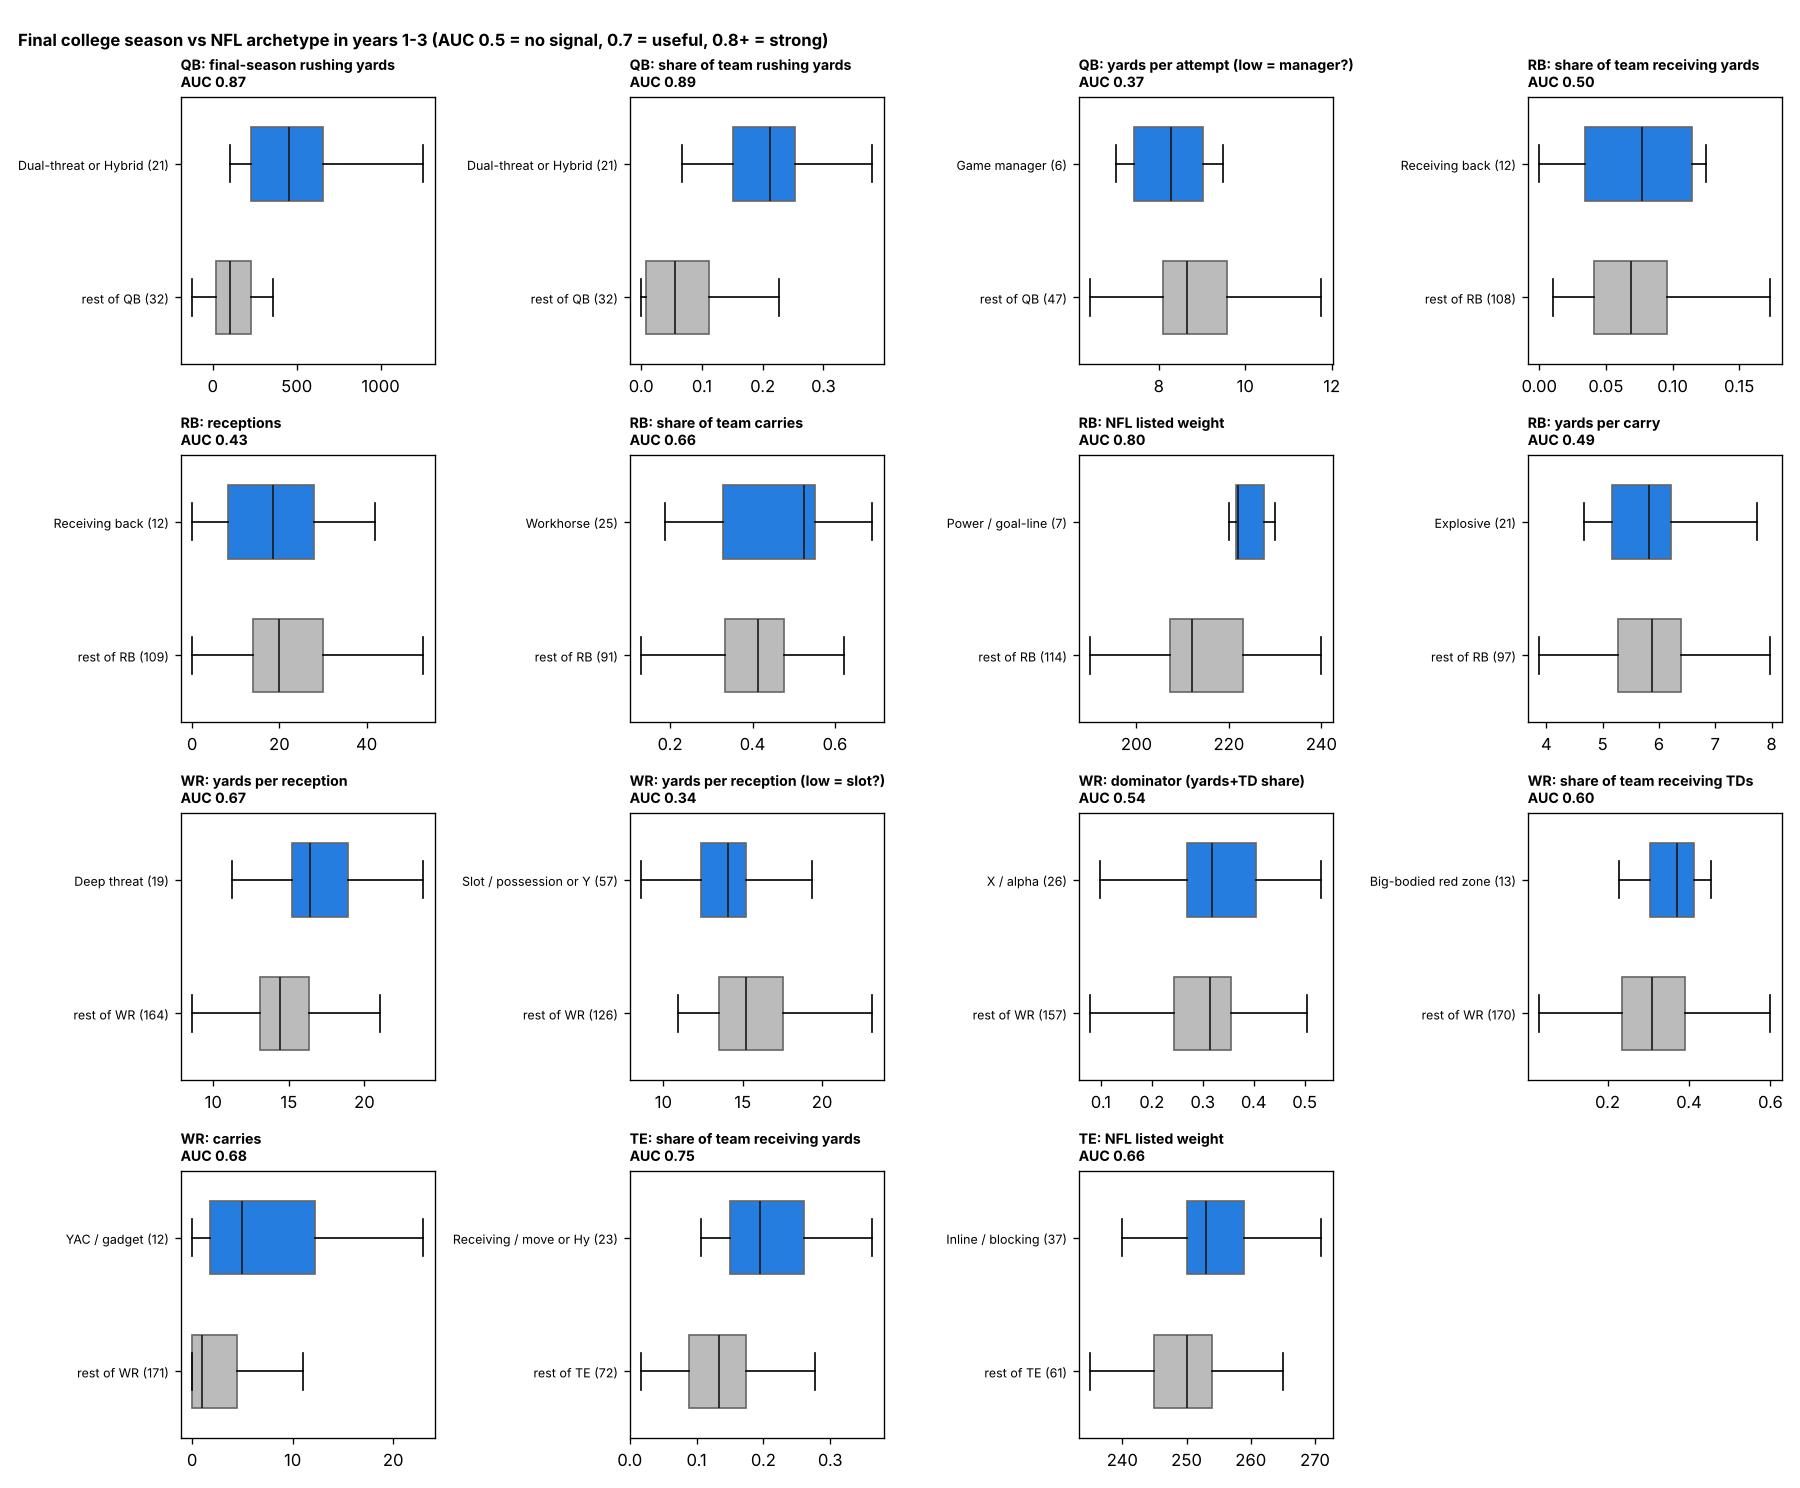 Final college season vs NFL archetype in years 1-3 (AUC 0.5 = no signal, 0.7 = useful, 0.8+ = strong)
QB: final-season rushing yards
AUC 0.87
Dual-threat or Hybrid (21)
rest of QB (32)
0 500 1000
QB: share of team rushing yards
AUC 0.89
Dual-threat or Hybrid (21)
rest of QB (32)
0.0 0.1 0.2 0.3
QB: yards per attempt (low = manager?)
AUC 0.37
Game manager (6)
rest of QB (47)
8 10 12
RB: share of team receiving yards
AUC 0.50
Receiving back (12)
rest of RB (108)
0.00 0.05 0.10 0.15
RB: receptions
AUC 0.43
Receiving back (12)
rest of RB (109)
0 20 40
RB: share of team carries
AUC 0.66
Workhorse (25)
rest of RB (91)
0.2 0.4 0.6
RB: NFL listed weight
AUC 0.80
Power / goal-line (7)
rest of RB (114)
200 220 240
RB: yards per carry
AUC 0.49
Explosive (21)
rest of RB (97)
4 5 6 7 8
WR: yards per reception
AUC 0.67
Deep threat (19)
rest of WR (164)
10 15 20
WR: yards per reception (low = slot?)
AUC 0.34
Slot / possession or Y (57)
rest of WR (126)
10 15 20
WR: dominator (yards+TD share)
AUC 0.54
X / alpha (26)
rest of WR (157)
0.1 0.2 0.3 0.4 0.5
WR: share of team receiving TDs
AUC 0.60
Big-bodied red zone (13)
rest of WR (170)
0.2 0.4 0.6
WR: carries
AUC 0.68
YAC / gadget (12)
rest of WR (171)
0 10 20
TE: share of team receiving yards
AUC 0.75
Receiving / move or Hy (23)
rest of TE (72)
0.0 0.1 0.2 0.3
TE: NFL listed weight
AUC 0.66
Inline / blocking (37)
rest of TE (61)
240 250 260 270